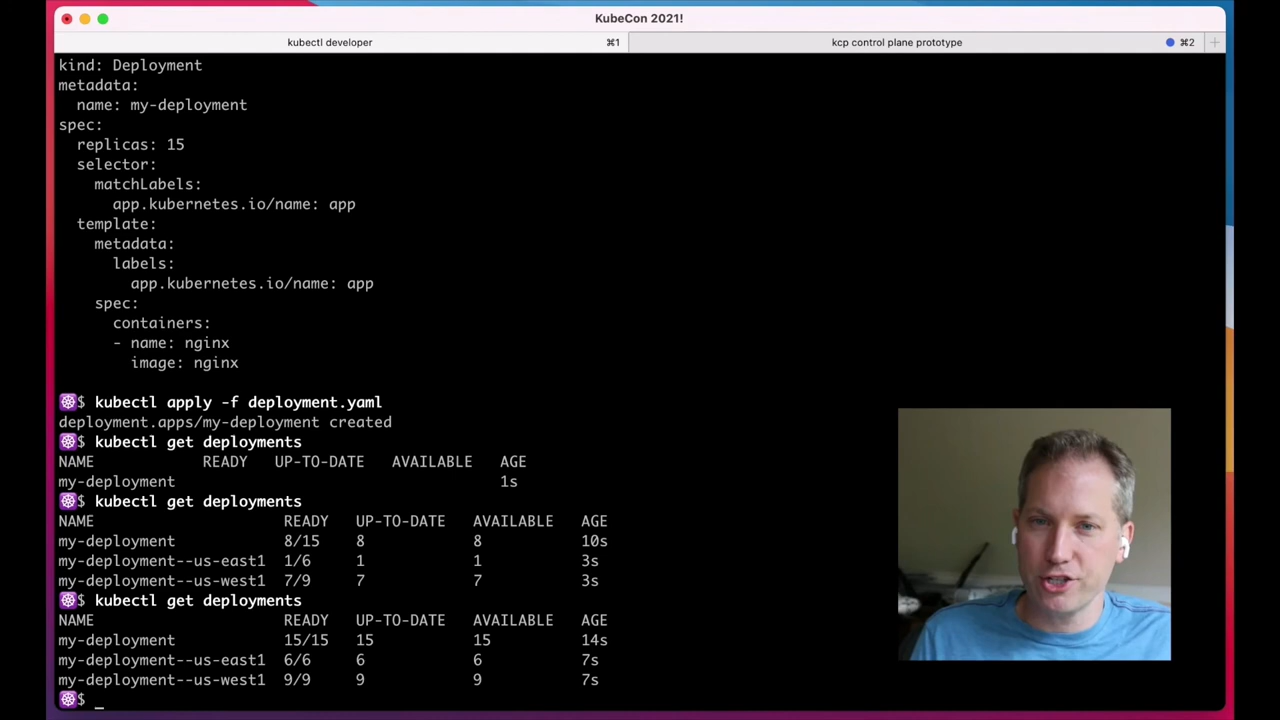 KubeCon 2021!
kubectl developer ⌘1 kcp control plane prototype ⌘2
kind: Deployment
metadata:
  name: my-deployment
spec:
  replicas: 15
  selector:
    matchLabels:
      app.kubernetes.io/name: app
  template:
    metadata:
      labels:
        app.kubernetes.io/name: app
    spec:
      containers:
      - name: nginx
        image: nginx
$ kubectl apply -f deployment.yaml
deployment.apps/my-deployment created
$ kubectl get deployments
NAME            READY   UP-TO-DATE   AVAILABLE   AGE
my-deployment                                    1s
$ kubectl get deployments
NAME                     READY   UP-TO-DATE   AVAILABLE   AGE
my-deployment            8/15    8            8           10s
my-deployment--us-east1  1/6     1            1           3s
my-deployment--us-west1  7/9     7            7           3s
$ kubectl get deployments
NAME                     READY   UP-TO-DATE   AVAILABLE   AGE
my-deployment            15/15   15           15          14s
my-deployment--us-east1  6/6     6            6           7s
my-deployment--us-west1  9/9     9            9           7s
$ _